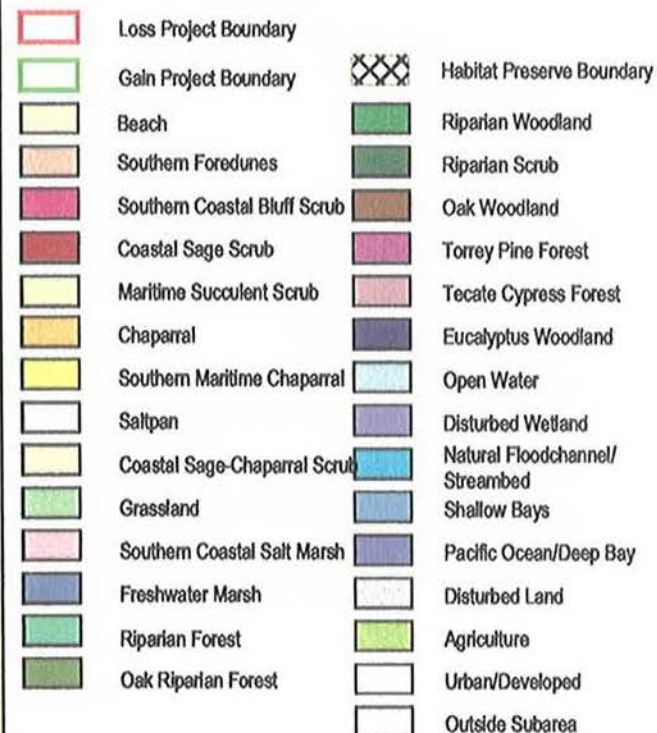 Loss Project Boundary
Gain Project Boundary
Beach
Southern Foredunes
Southern Coastal Bluff Scrub
Coastal Sage Scrub
Maritime Succulent Scrub
Chaparral
Southern Maritime Chaparral
Saltpan
Coastal Sage-Chaparral Scrub
Grassland
Southern Coastal Salt Marsh
Freshwater Marsh
Riparian Forest
Oak Riparian Forest
Habitat Preserve Boundary
Riparian Woodland
Riparian Scrub
Oak Woodland
Torrey Pine Forest
Tecate Cypress Forest
Eucalyptus Woodland
Open Water
Disturbed Wetland
Natural Floodchannel/
Streambed
Shallow Bays
Pacific Ocean/Deep Bay
Disturbed Land
Agriculture
Urban/Developed
Outside Subarea